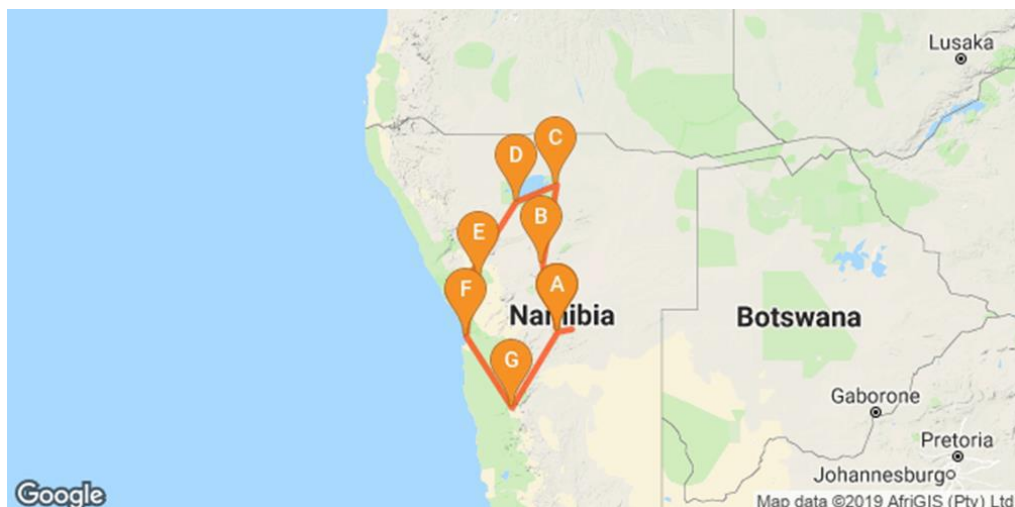 Lusaka
C
D
B
E
A
F
Namibia
Botswana
G
Gaborone
Pretoria
Johannesburg
Google
Map data ©2019 AfriGIS (Pty) Ltd